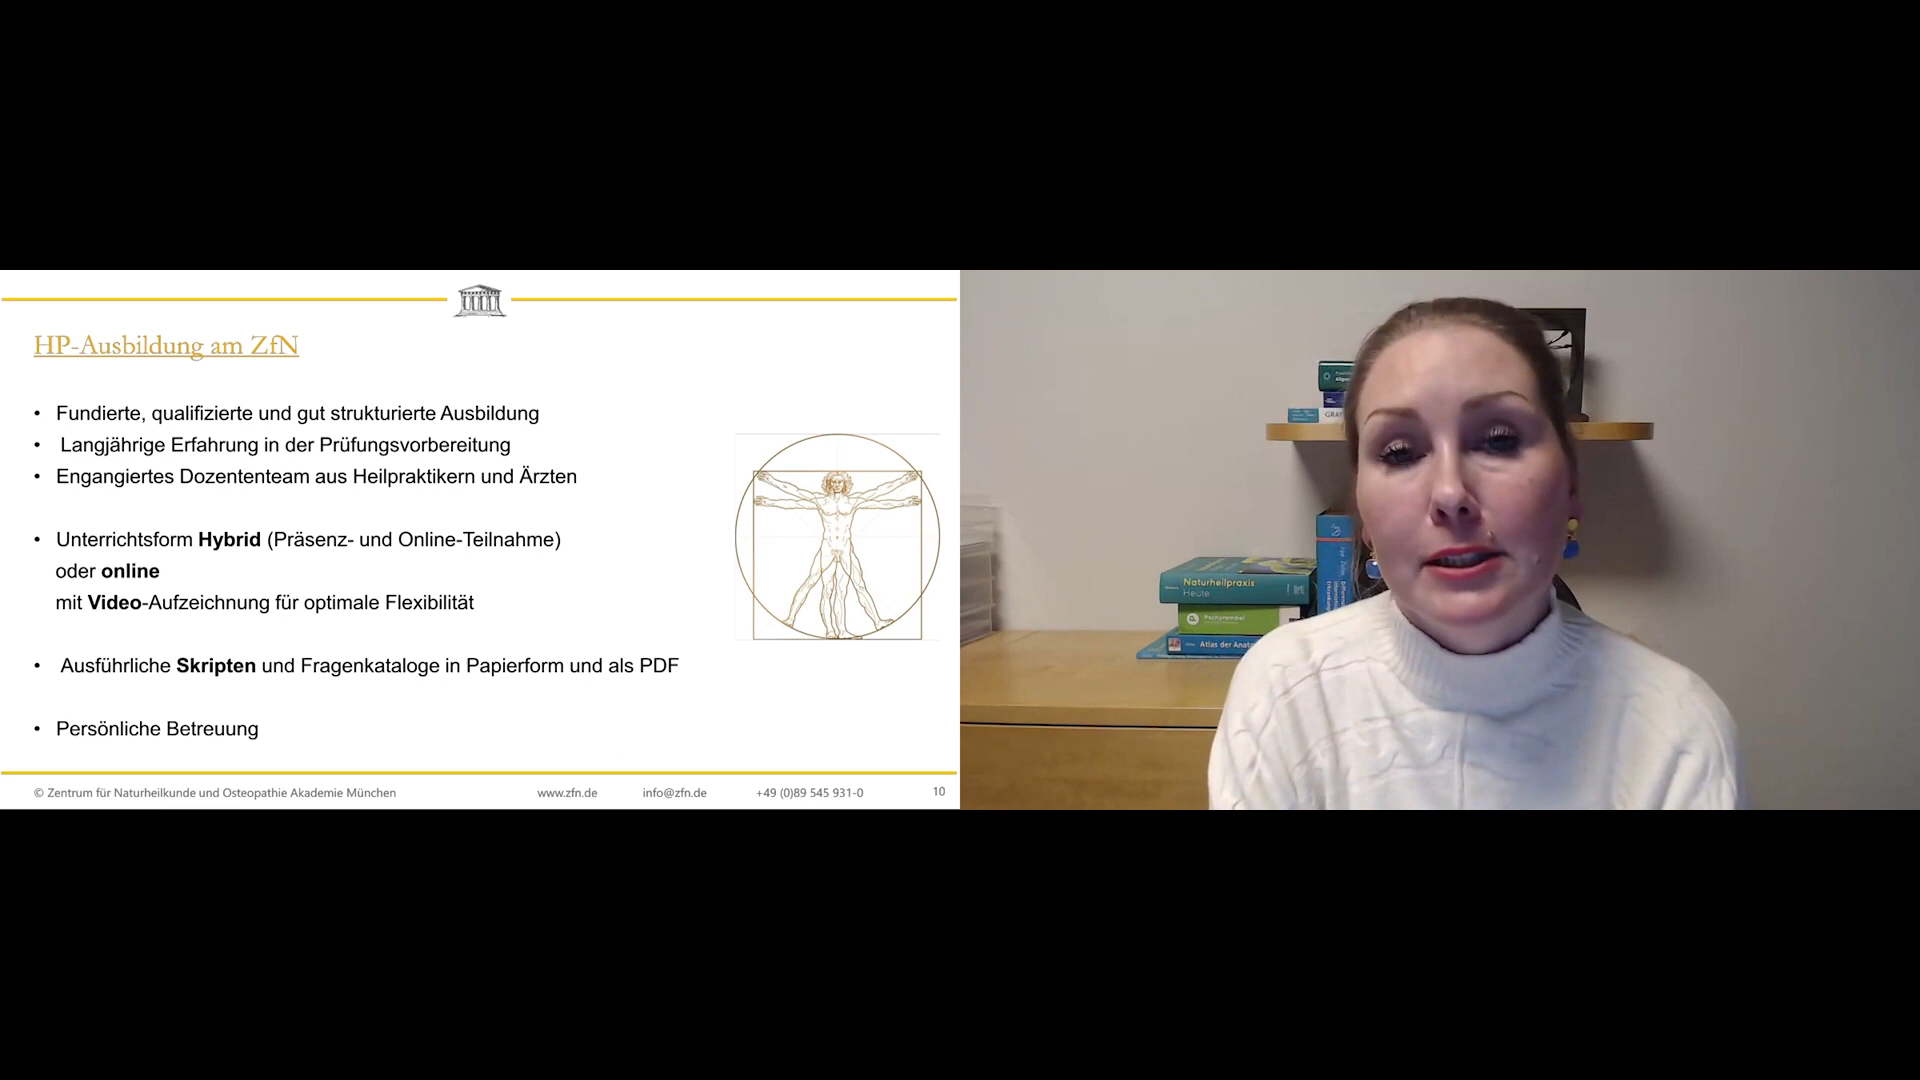 HP-Ausbildung am ZfN
• Fundierte, qualifizierte und gut strukturierte Ausbildung
• Langjährige Erfahrung in der Prüfungsvorbereitung
• Engangiertes Dozententeam aus Heilpraktikern und Ärzten
• Unterrichtsform Hybrid (Präsenz- und Online-Teilnahme)
oder online
mit Video-Aufzeichnung für optimale Flexibilität
• Ausführliche Skripten und Fragenkataloge in Papierform und als PDF
• Persönliche Betreuung
© Zentrum für Naturheilkunde und Osteopathie Akademie München
www.zfn.de
info@zfn.de
+49 (0)89 545 931-0
10
GRAY
Naturheilpraxis
Heute
Pschyrembel
Atlas der